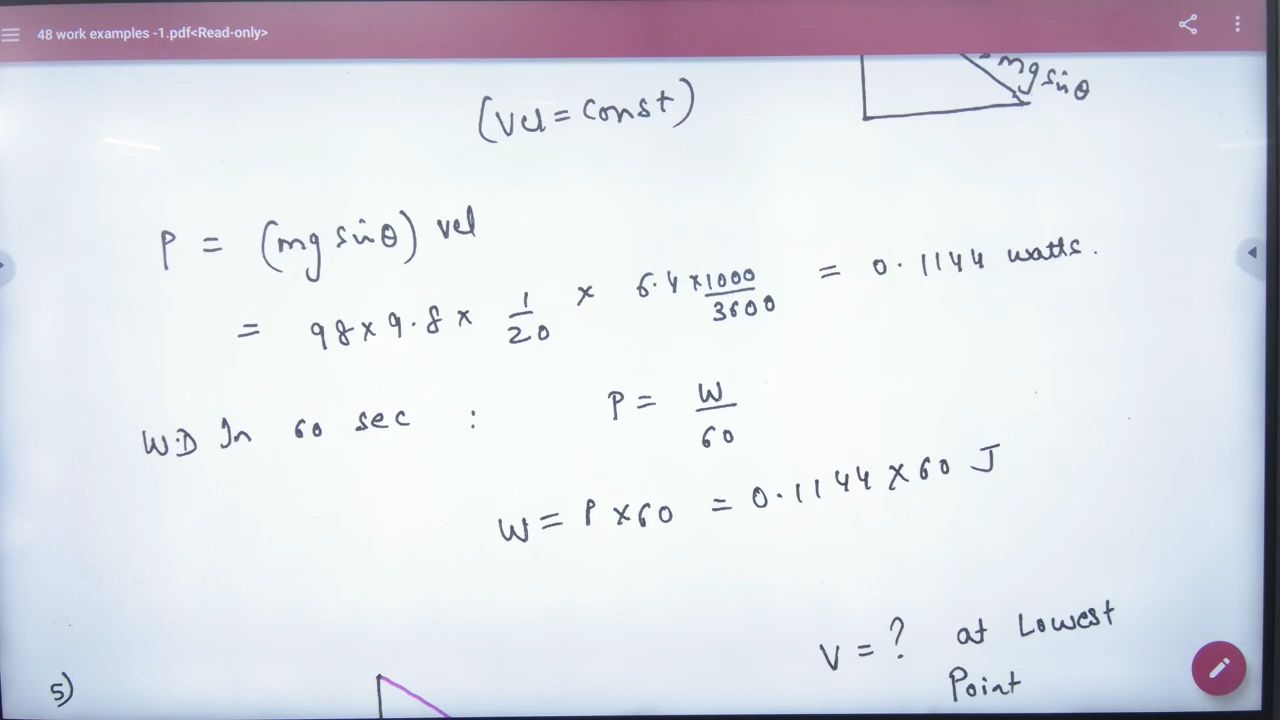 48 work examples -1.pdf<Read-only>
mg sinθ
(Vel = Const)
P = (mg sinθ) vel
= 98 × 9.8 × 1/20 × 6.4 × 1000/3600 = 0.1144 watts.
W.D In 60 sec : P = W/60
W = P × 60 = 0.1144 × 60 J
V = ? at Lowest
Point
5)